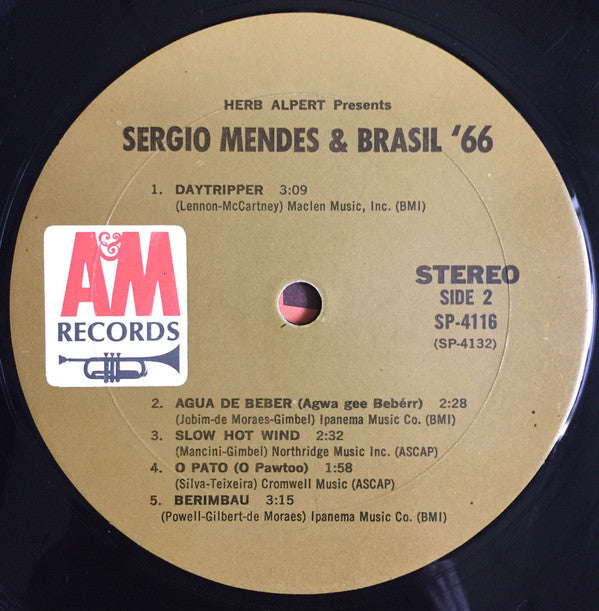 HERB ALPERT Presents
SERGIO MENDES & BRASIL '66
1. DAYTRIPPER 3:09
(Lennon-McCartney) Maclen Music, Inc. (BMI)
A&M
RECORDS
STEREO
SIDE 2
SP-4116
(SP-4132)
2. AGUA DE BEBER (Agwa gee Bebérr) 2:28
(Jobim-de Moraes-Gimbel) Ipanema Music Co. (BMI)
3. SLOW HOT WIND 2:32
(Mancini-Gimbel) Northridge Music Inc. (ASCAP)
4. O PATO (O Pawtoo) 1:58
(Silva-Teixeira) Cromwell Music (ASCAP)
5. BERIMBAU 3:15
(Powell-Gilbert-de Moraes) Ipanema Music Co. (BMI)